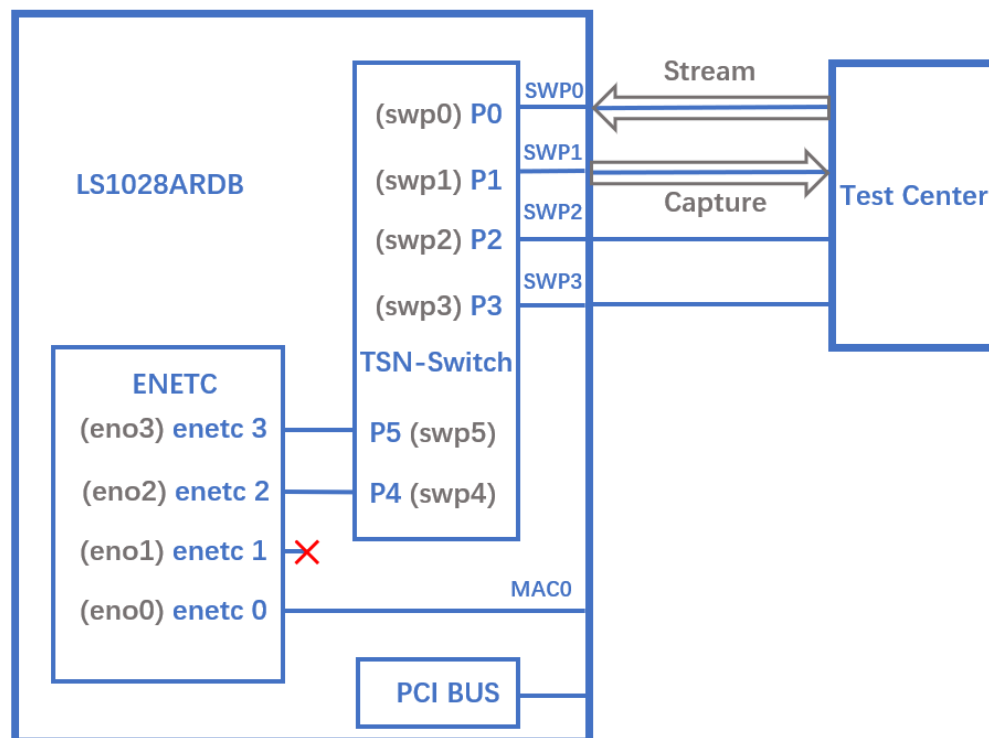 LS1028ARDB
(swp0) P0
(swp1) P1
(swp2) P2
(swp3) P3
TSN-Switch
P5 (swp5)
P4 (swp4)
SWP0
SWP1
SWP2
SWP3
Stream
Capture
Test Center
ENETC
(eno3) enetc 3
(eno2) enetc 2
(eno1) enetc 1
(eno0) enetc 0
MAC0
PCI BUS